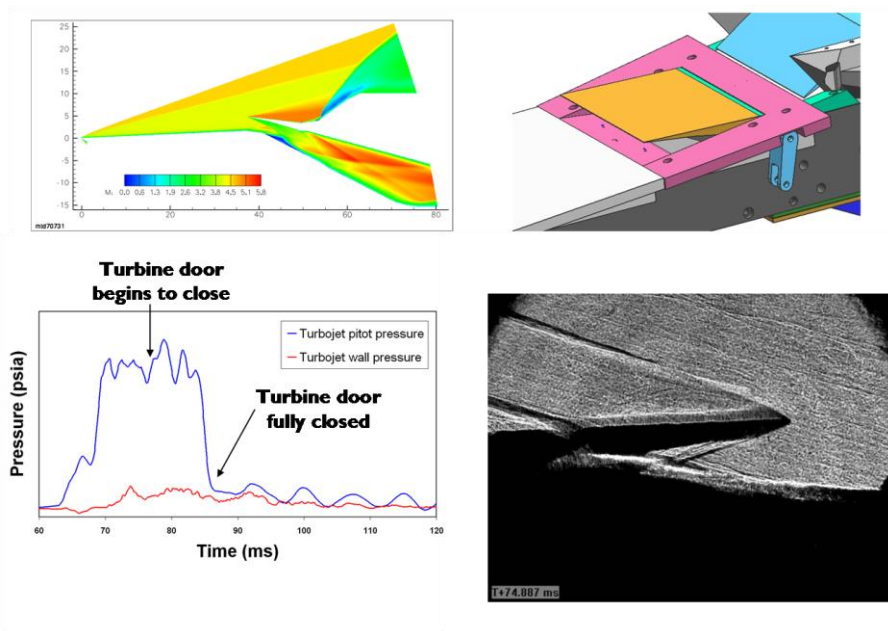 25
20
15
10
5
0
-5
-10
-15
M.
0.0 0.6 1.3 1.9 2.6 3.2 3.8 4.5 5.1 5.8
0 20 40 60 80
mtd70731
Turbine door
begins to close
Turbojet pitot pressure
Turbojet wall pressure
Turbine door
fully closed
Pressure (psia)
60 70 80 90 100 110 120
Time (ms)
T+74.887 ms